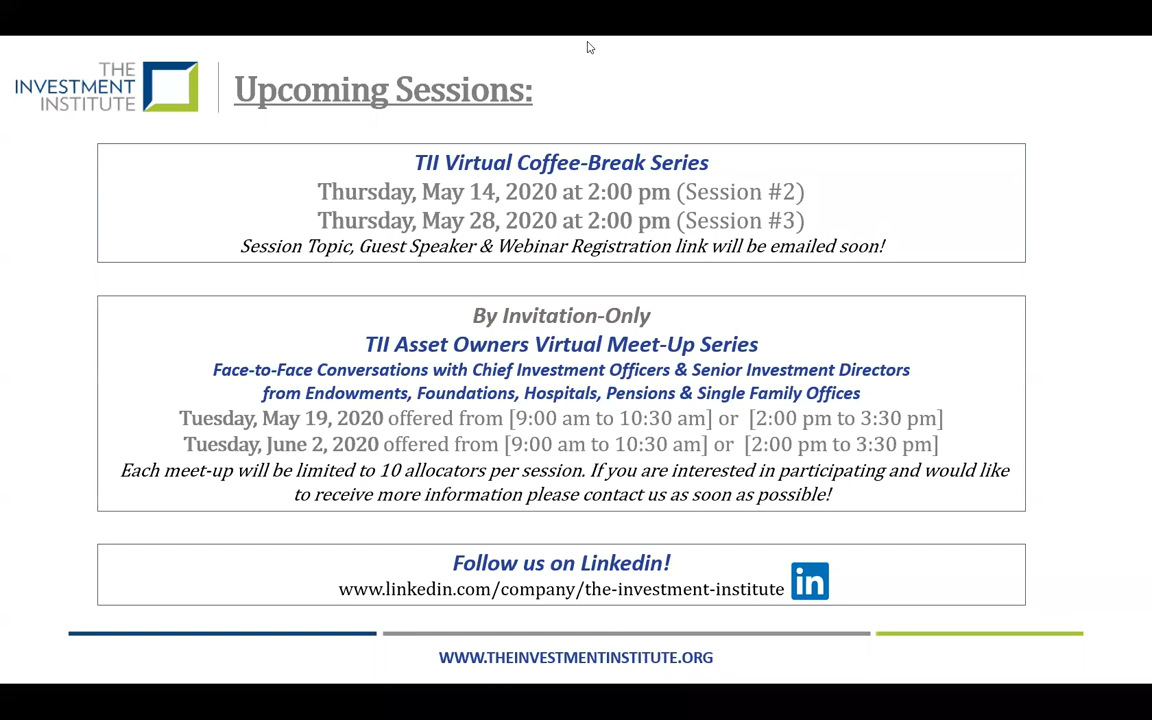 THE
INVESTMENT
INSTITUTE
Upcoming Sessions:
TII Virtual Coffee-Break Series
Thursday, May 14, 2020 at 2:00 pm (Session #2)
Thursday, May 28, 2020 at 2:00 pm (Session #3)
Session Topic, Guest Speaker & Webinar Registration link will be emailed soon!
By Invitation-Only
TII Asset Owners Virtual Meet-Up Series
Face-to-Face Conversations with Chief Investment Officers & Senior Investment Directors
from Endowments, Foundations, Hospitals, Pensions & Single Family Offices
Tuesday, May 19, 2020 offered from [9:00 am to 10:30 am] or [2:00 pm to 3:30 pm]
Tuesday, June 2, 2020 offered from [9:00 am to 10:30 am] or [2:00 pm to 3:30 pm]
Each meet-up will be limited to 10 allocators per session. If you are interested in participating and would like
to receive more information please contact us as soon as possible!
Follow us on Linkedin!
www.linkedin.com/company/the-investment-institute in
WWW.THEINVESTMENTINSTITUTE.ORG